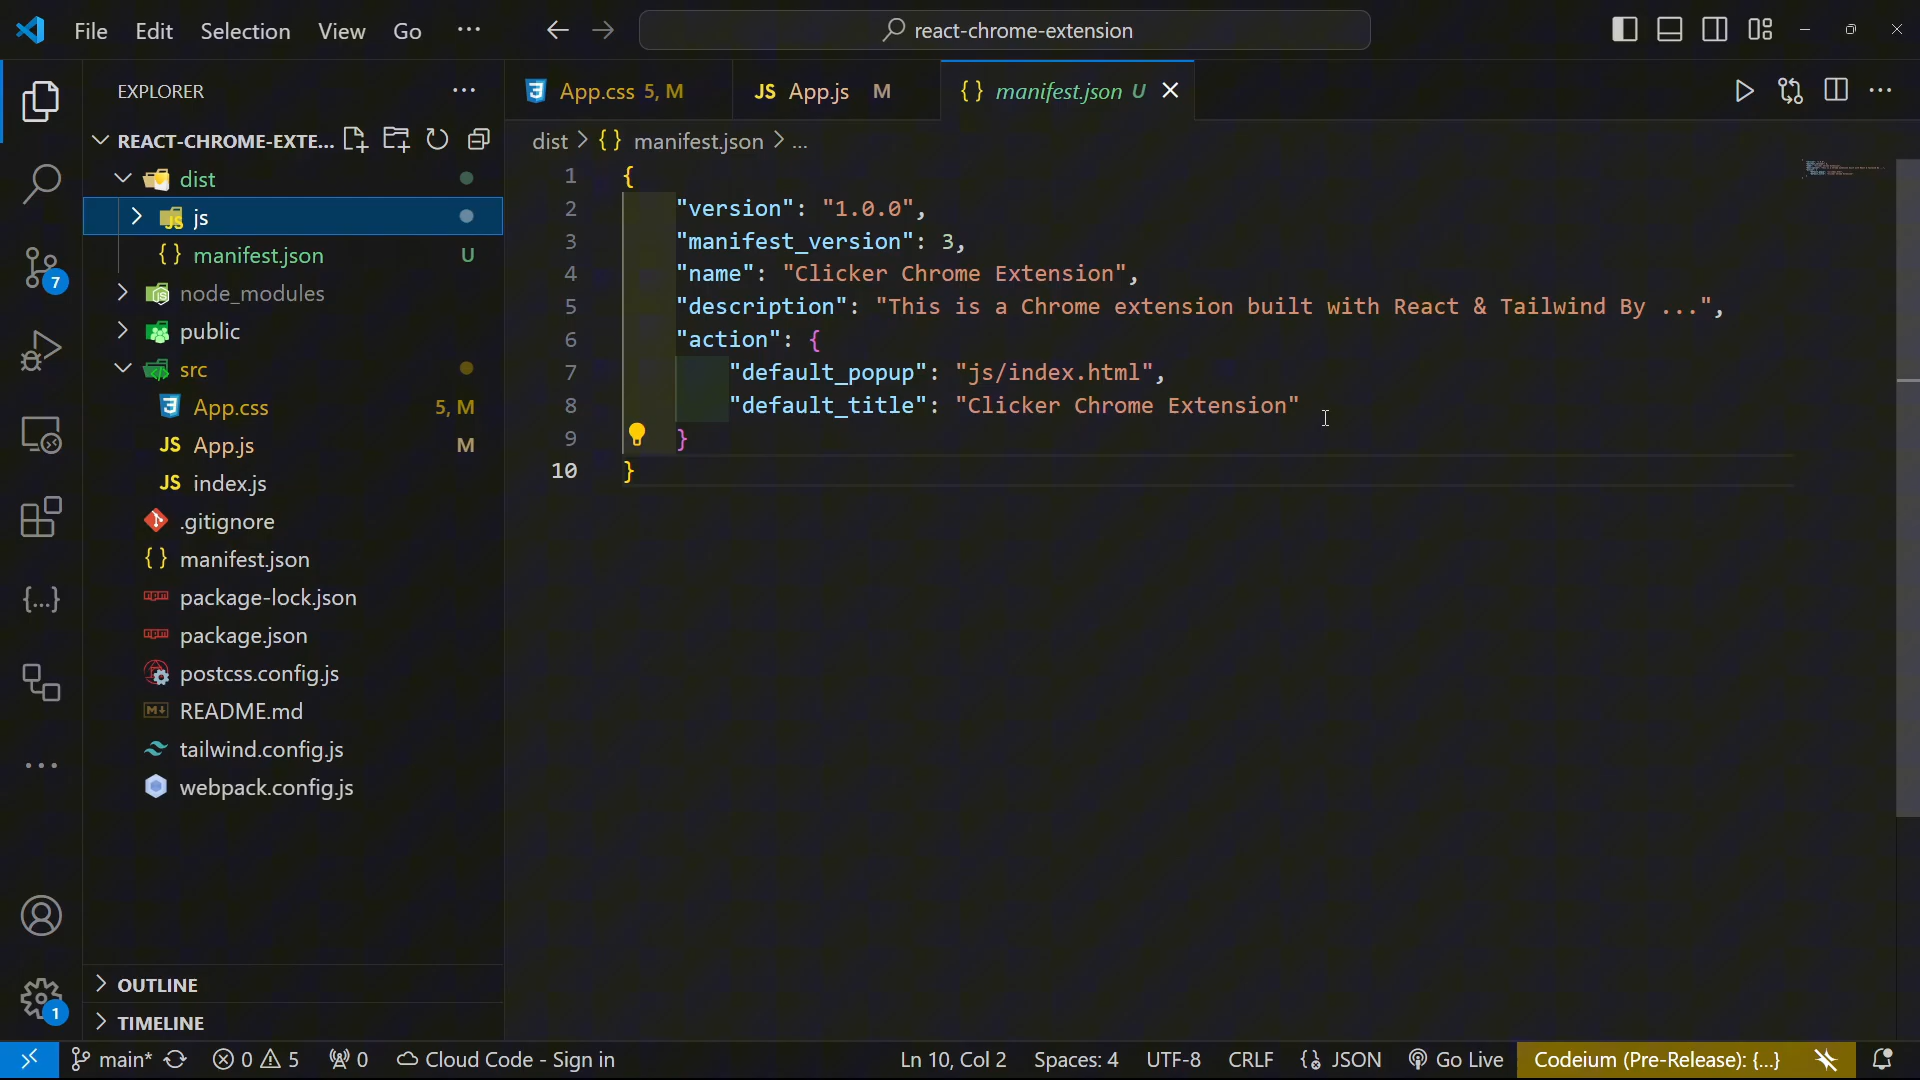 File Edit Selection View Go ...
react-chrome-extension
EXPLORER
REACT-CHROME-EXTE...
dist
js
manifest.json U
node_modules
public
src
App.css 5, M
App.js M
index.js
.gitignore
manifest.json
package-lock.json
package.json
postcss.config.js
README.md
tailwind.config.js
webpack.config.js
OUTLINE
TIMELINE
7
1
App.css 5, M
JS App.js M
{ } manifest.json U
dist > { } manifest.json > ...
1 {
2 "version": "1.0.0",
3 "manifest_version": 3,
4 "name": "Clicker Chrome Extension",
5 "description": "This is a Chrome extension built with React & Tailwind By ...",
6 "action": {
7 "default_popup": "js/index.html",
8 "default_title": "Clicker Chrome Extension"
9 }
10 }
main* 0 5 0 Cloud Code - Sign in Ln 10, Col 2 Spaces: 4 UTF-8 CRLF JSON Go Live Codeium (Pre-Release): {...}